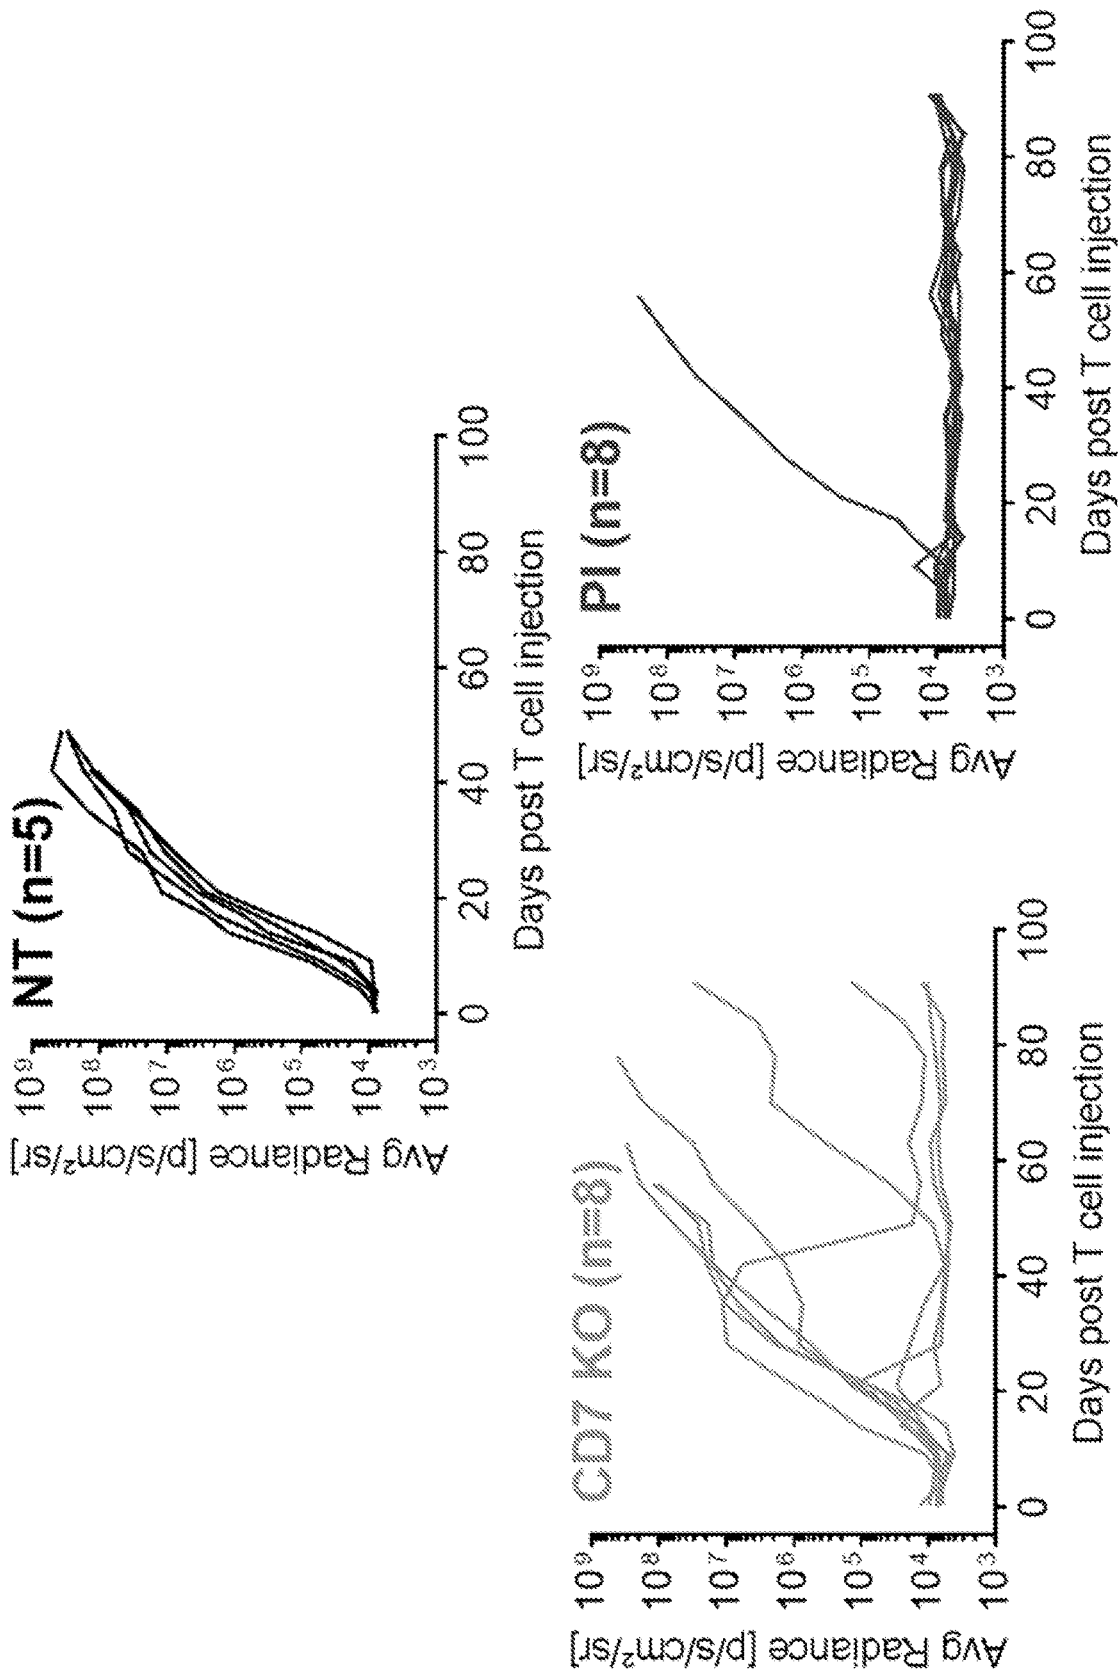 NT (n=5)
Avg Radiance [p/s/cm²/sr]
10⁹
10⁸
10⁷
10⁶
10⁵
10⁴
10³
0 20 40 60 80 100
Days post T cell injection
CD7 KO (n=8)
Avg Radiance [p/s/cm²/sr]
10⁹
10⁸
10⁷
10⁶
10⁵
10⁴
10³
0 20 40 60 80 100
Days post T cell injection
PI (n=8)
Avg Radiance [p/s/cm²/sr]
10⁹
10⁸
10⁷
10⁶
10⁵
10⁴
10³
0 20 40 60 80 100
Days post T cell injection